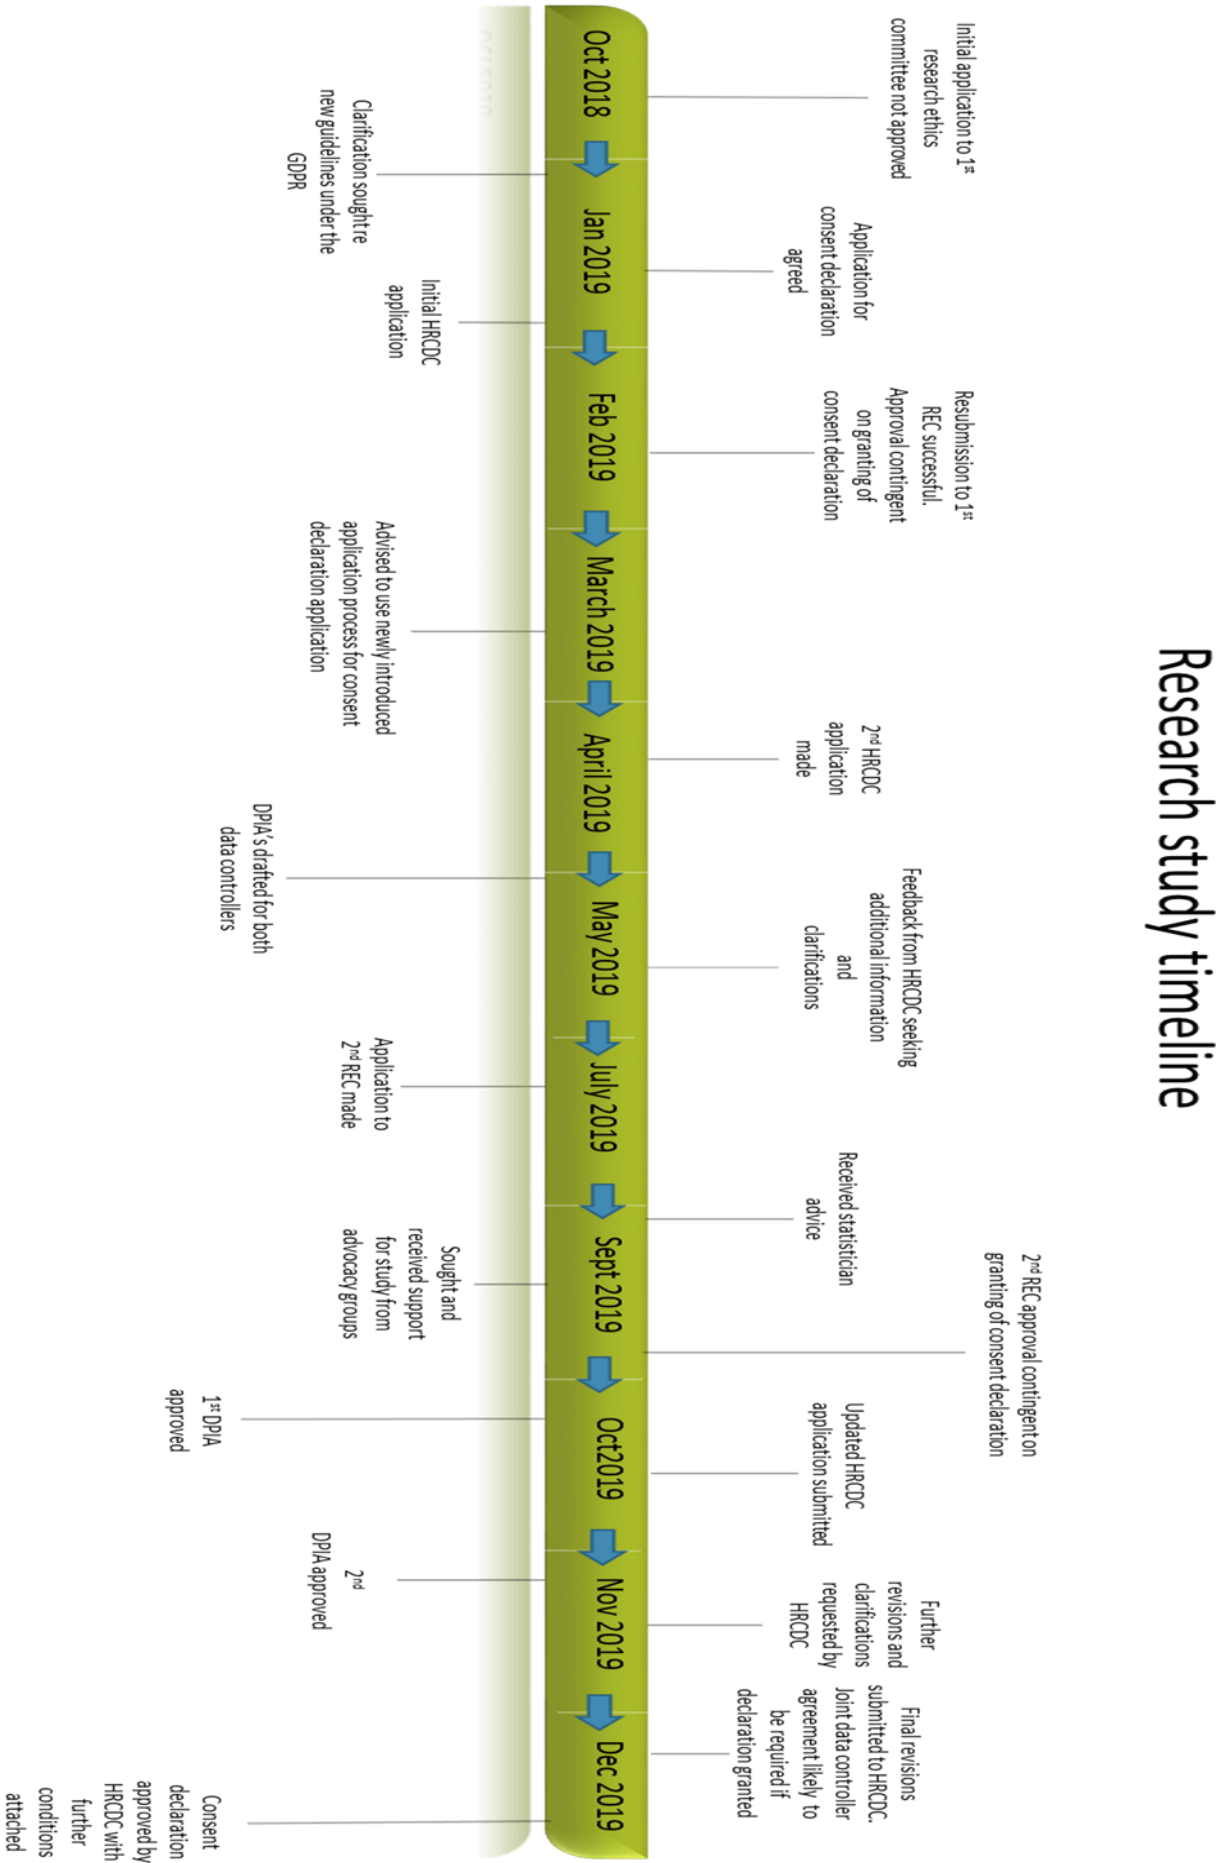 Research study timeline
Initial application to 1st
research ethics
committee not approved
Application for
consent declaration
agreed
Resubmission to 1st
REC successful.
Approval contingent
on granting of
consent declaration
2nd HRCDC
application
made
Feedback from HRCDC seeking
additional information
and
clarifications
Received statistician
advice
2nd REC approval contingent on
granting of consent declaration
Updated HRCDC
application submitted
Further
revisions and
clarifications
requested by
HRCDC
Final revisions
submitted to HRCDC.
Joint data controller
agreement likely to
be required if
declaration granted
Oct 2018
Jan 2019
Feb 2019
March 2019
April 2019
May 2019
July 2019
Sept 2019
Oct2019
Nov 2019
Dec 2019
Clarification sought re
new guidelines under the
GDPR
Initial HRCDC
application
Advised to use newly introduced
application process for consent
declaration application
DPIA's drafted for both
data controllers
Application to
2nd REC made
Sought and
received support
for study from
advocacy groups
1st DPIA
approved
2nd
DPIA approved
Consent
declaration
approved by
HRCDC with
further
conditions
attached